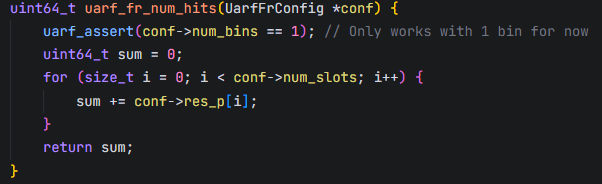 uint64_t uarf_fr_num_hits(UarfFrConfig *conf) {
    uarf_assert(conf->num_bins == 1); // Only works with 1 bin for now
    uint64_t sum = 0;
    for (size_t i = 0; i < conf->num_slots; i++) {
        sum += conf->res_p[i];
    }
    return sum;
}